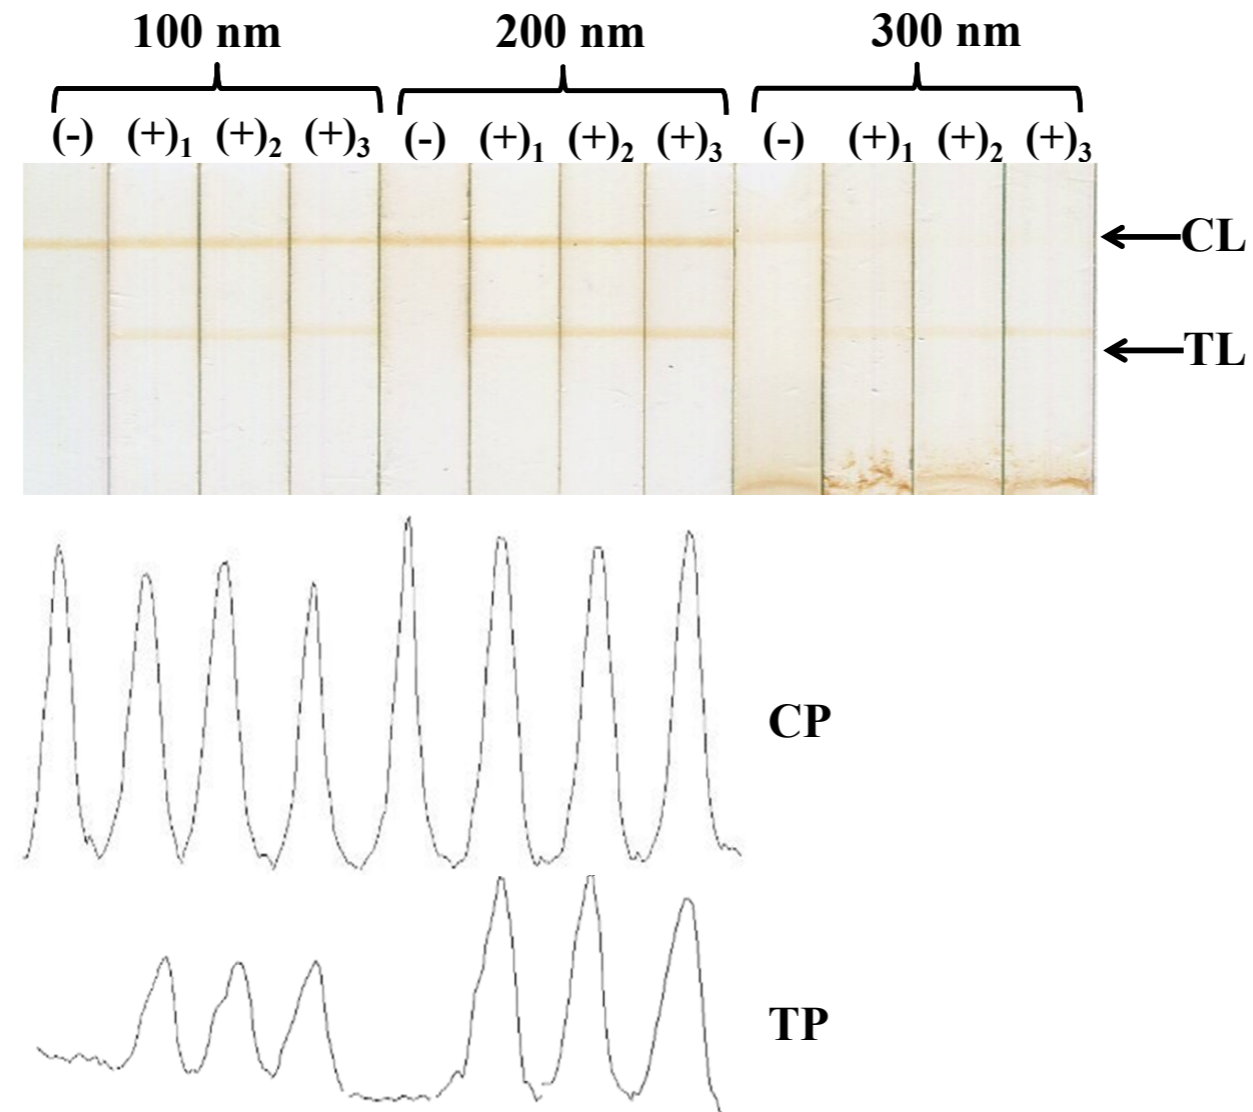 100 nm 200 nm 300 nm
(-) (+)1 (+)2 (+)3 (-) (+)1 (+)2 (+)3 (-) (+)1 (+)2 (+)3
CL
TL
CP
TP